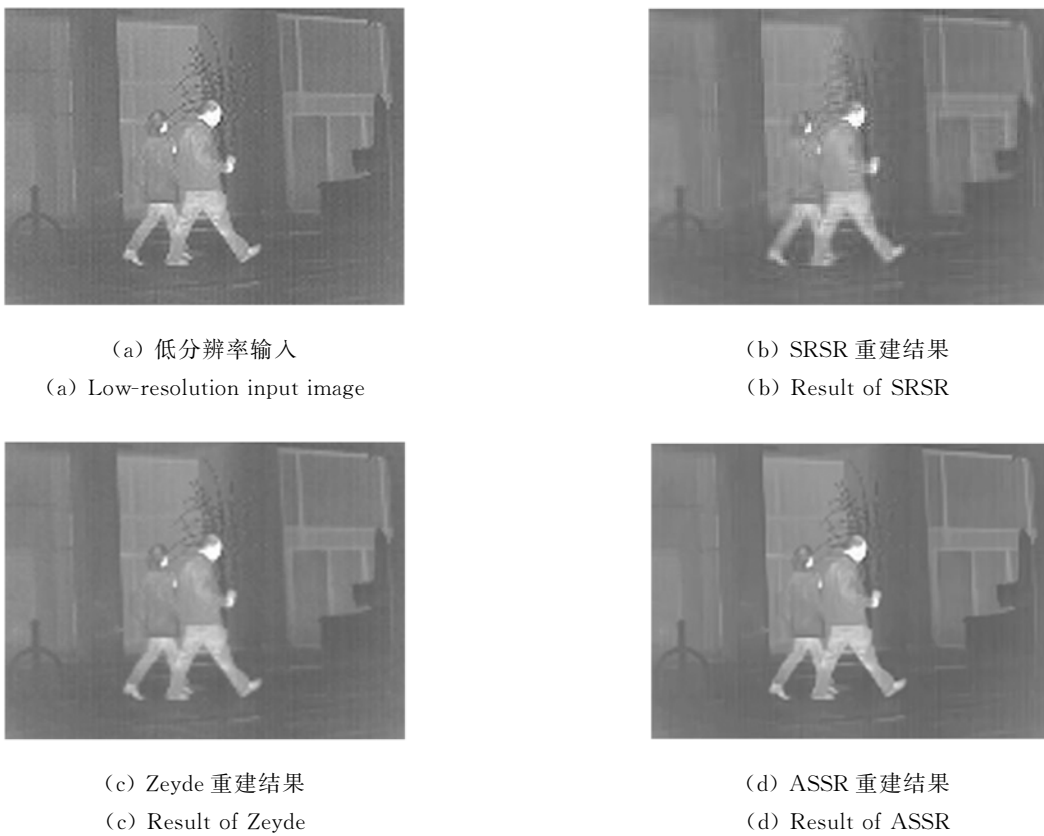 (a) 低分辨率输入
(a) Low-resolution input image
(b) SRSR 重建结果
(b) Result of SRSR
(c) Zeyde 重建结果
(c) Result of Zeyde
(d) ASSR 重建结果
(d) Result of ASSR